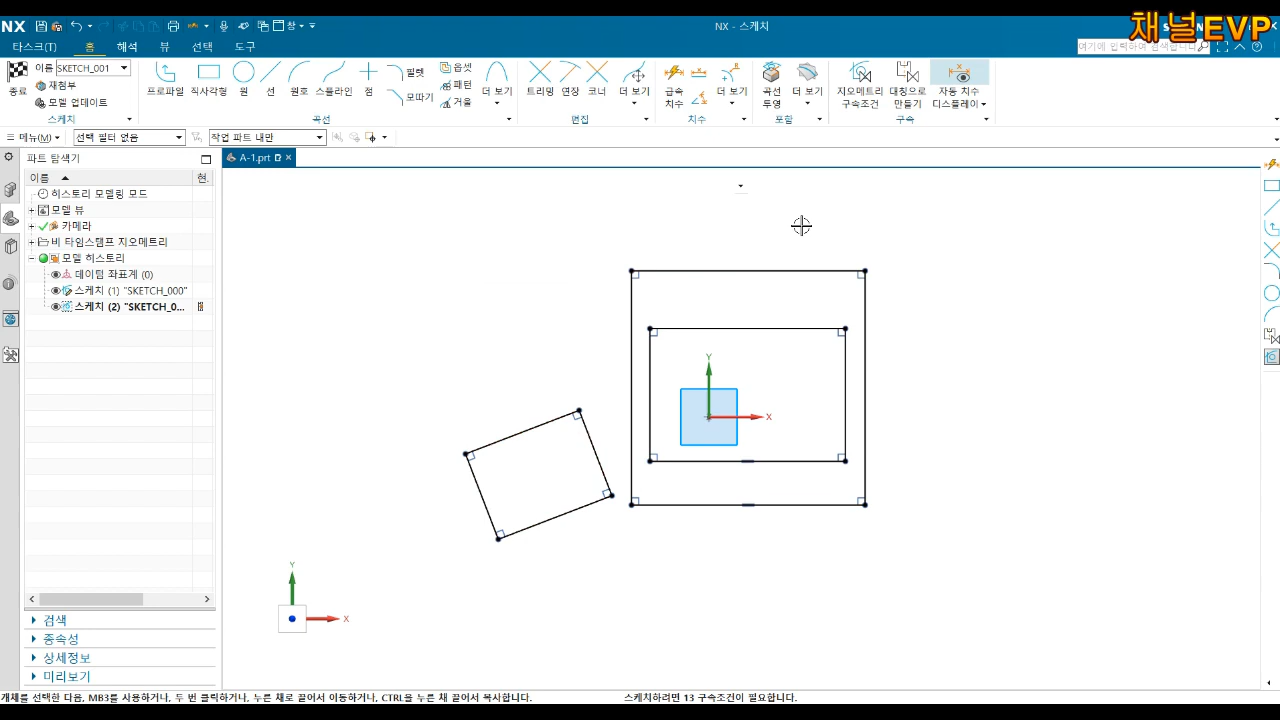 NX
창
NX - 스케치
채널EVP
타스크(T)
홈
해석
뷰
선택
도구
종료
이름
SKETCH_001
재첨부
모델 업데이트
스케치
프로파일
직사각형
원
선
원호
스플라인
점
필렛
모따기
옵셋
패턴
거울
더 보기
곡선
트리밍
연장
코너
더 보기
편집
급속
치수
더 보기
치수
곡선
투영
더 보기
포함
지오메트리
구속조건
대칭으로
만들기
자동 치수
디스플레이
구속
메뉴(M)
선택 필터 없음
작업 파트 내만
파트 탐색기
A-1.prt
이름
현.
히스토리 모델링 모드
모델 뷰
카메라
비 타임스탬프 지오메트리
모델 히스토리
데이텀 좌표계 (0)
스케치 (1) "SKETCH_000"
스케치 (2) "SKETCH_0...
Y
X
Y
X
검색
종속성
상세정보
미리보기
개체를 선택한 다음, MB3를 사용하거나, 두 번 클릭하거나, 누른 채로 끌어서 이동하거나, CTRL을 누른 채 끌어서 복사합니다.
스케치하려면 13 구속조건이 필요합니다.